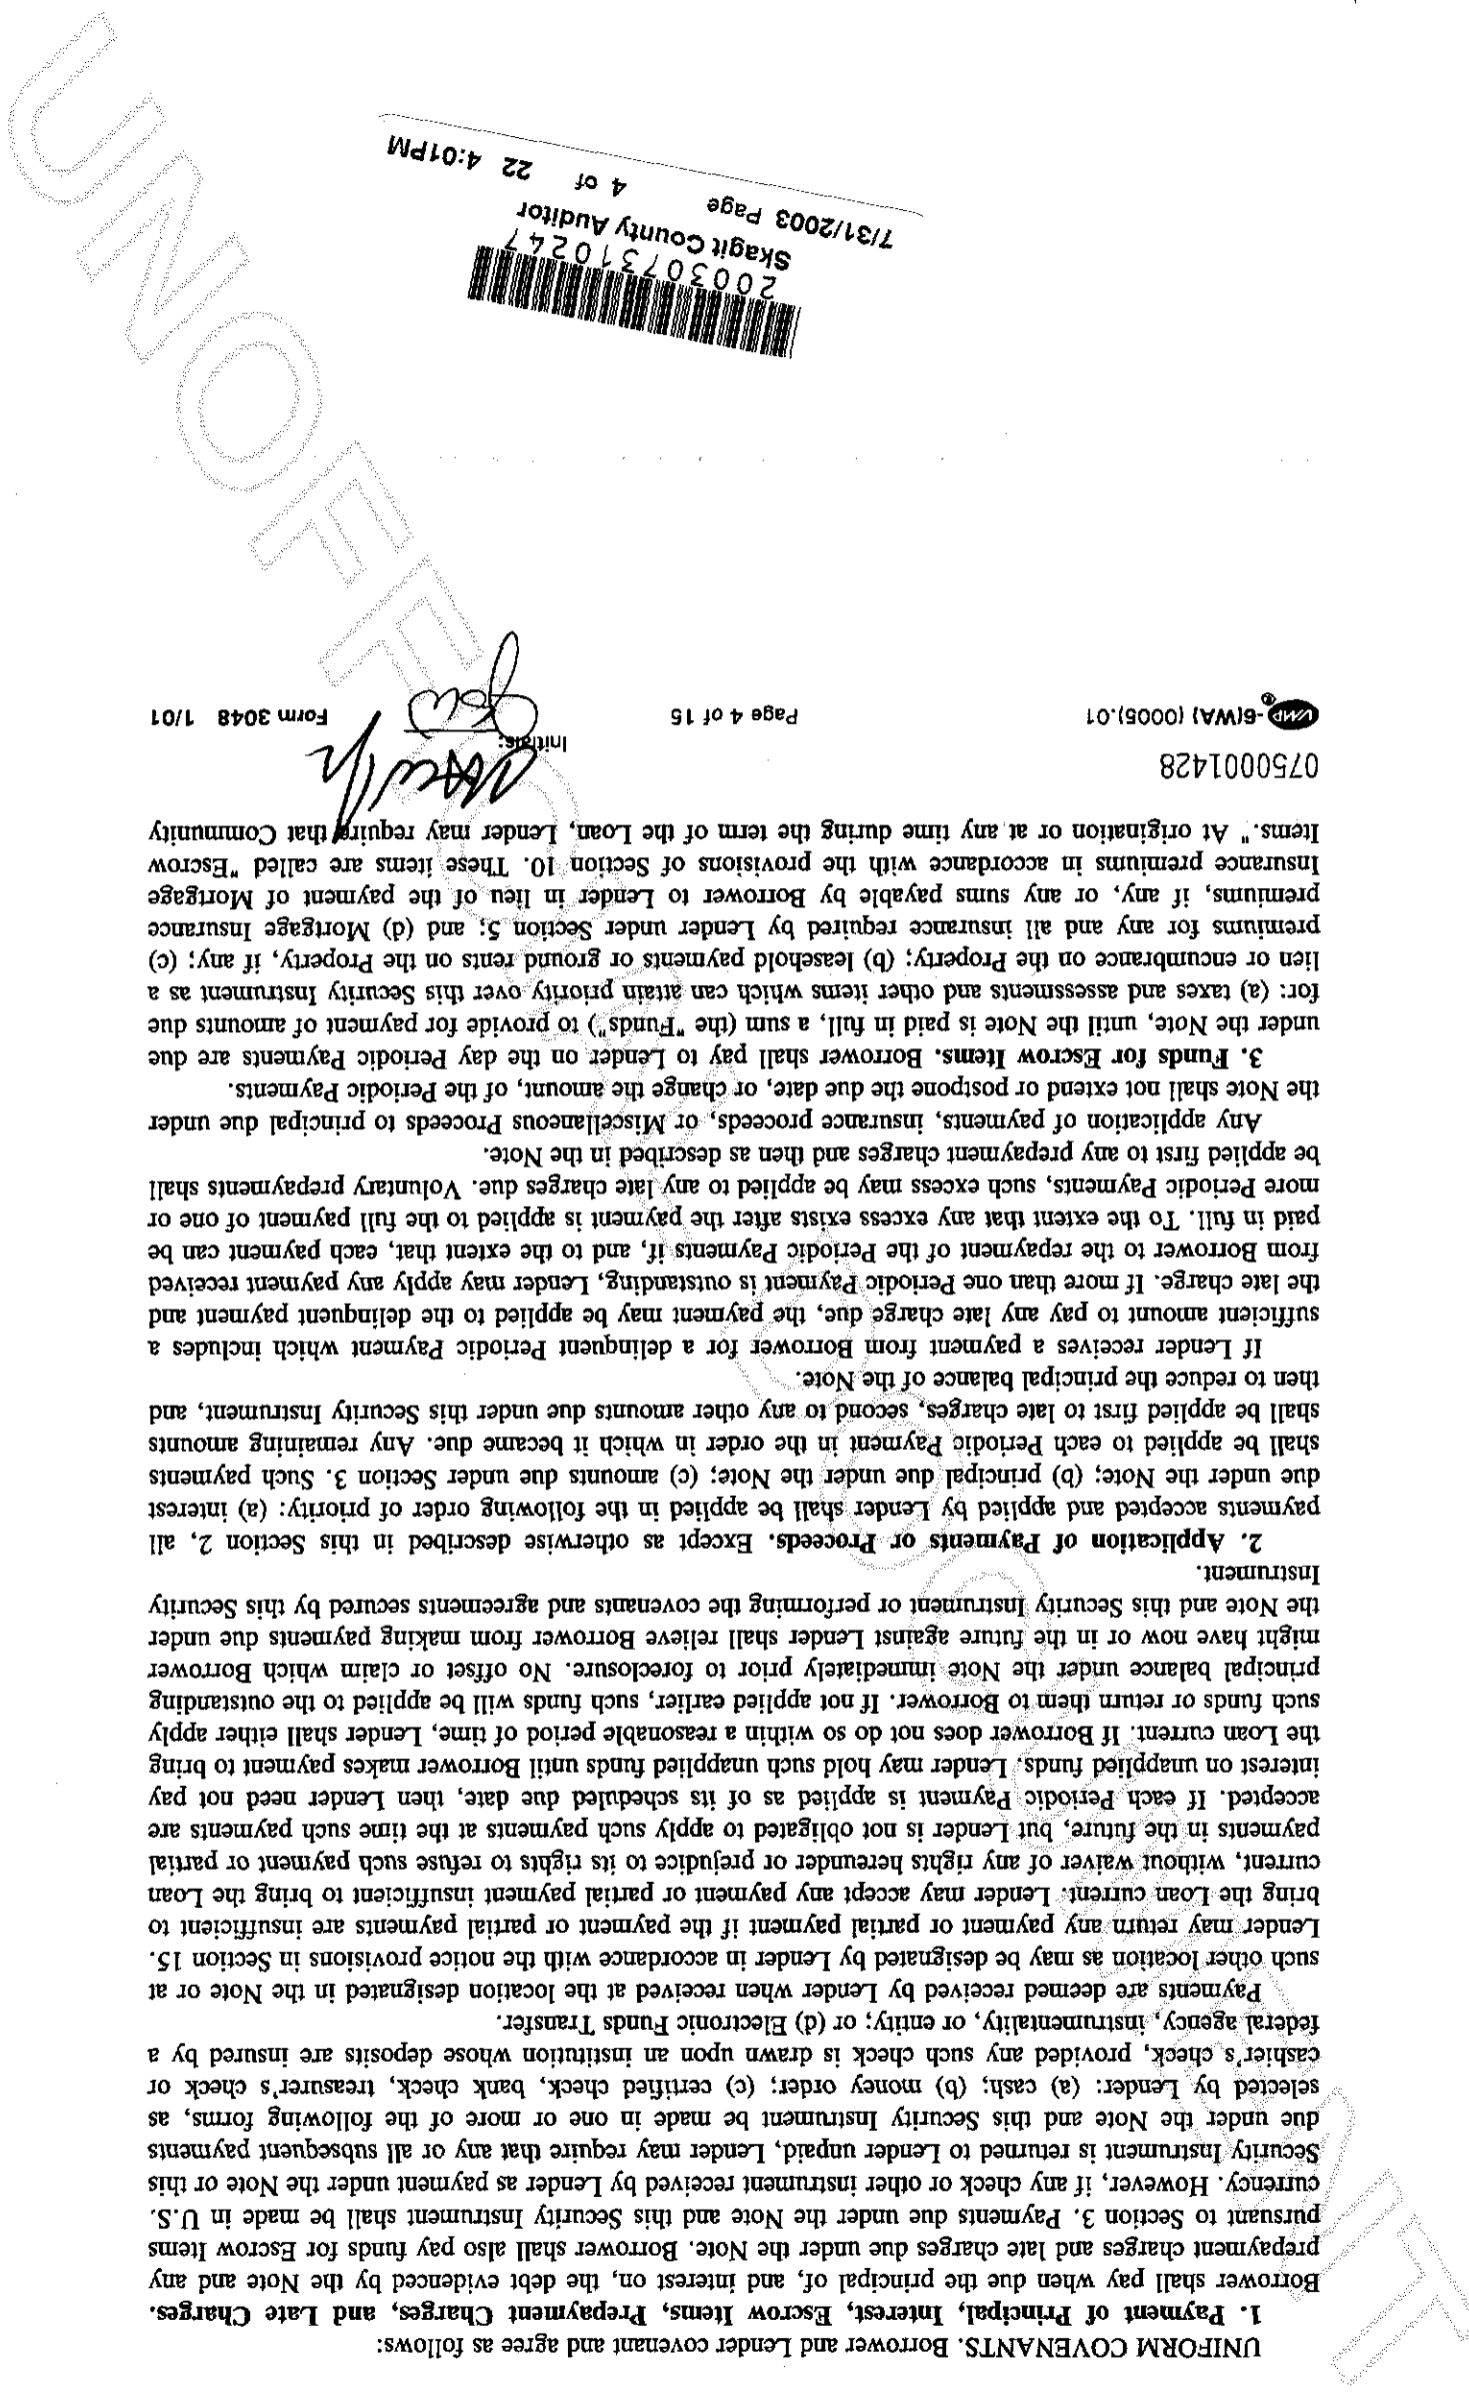 UNIFORM COVENANTS. Borrower and Lender covenant and agree as follows:
1. Payment of Principal, Interest, Escrow Items, Prepayment Charges, and Late Charges.
Borrower shall pay when due the principal of, and interest on, the debt evidenced by the Note and any
prepayment charges and late charges due under the Note. Borrower shall also pay funds for Escrow Items
pursuant to Section 3. Payments due under the Note and this Security Instrument shall be made in U.S.
currency. However, if any check or other instrument received by Lender as payment under the Note or this
Security Instrument is returned to Lender unpaid, Lender may require that any or all subsequent payments
due under the Note and this Security Instrument be made in one or more of the following forms, as
selected by Lender: (a) cash; (b) money order; (c) certified check, bank check, treasurer's check or
cashier's check, provided any such check is drawn upon an institution whose deposits are insured by a
federal agency, instrumentality, or entity; or (d) Electronic Funds Transfer.
Payments are deemed received by Lender when received at the location designated in the Note or at
such other location as may be designated by Lender in accordance with the notice provisions in Section 15.
Lender may return any payment or partial payment if the payment or partial payments are insufficient to
bring the Loan current. Lender may accept any payment or partial payment insufficient to bring the Loan
current, without waiver of any rights hereunder or prejudice to its rights to refuse such payment or partial
payments in the future, but Lender is not obligated to apply such payments at the time such payments are
accepted. If each Periodic Payment is applied as of its scheduled due date, then Lender need not pay
interest on unapplied funds. Lender may hold such unapplied funds until Borrower makes payment to bring
the Loan current. If Borrower does not do so within a reasonable period of time, Lender shall either apply
such funds or return them to Borrower. If not applied earlier, such funds will be applied to the outstanding
principal balance under the Note immediately prior to foreclosure. No offset or claim which Borrower
might have now or in the future against Lender shall relieve Borrower from making payments due under
the Note and this Security Instrument or performing the covenants and agreements secured by this Security
Instrument.
2. Application of Payments or Proceeds. Except as otherwise described in this Section 2, all
payments accepted and applied by Lender shall be applied in the following order of priority: (a) interest
due under the Note; (b) principal due under the Note; (c) amounts due under Section 3. Such payments
shall be applied to each Periodic Payment in the order in which it became due. Any remaining amounts
shall be applied first to late charges, second to any other amounts due under this Security Instrument, and
then to reduce the principal balance of the Note.
If Lender receives a payment from Borrower for a delinquent Periodic Payment which includes a
sufficient amount to pay any late charge due, the payment may be applied to the delinquent payment and
the late charge. If more than one Periodic Payment is outstanding, Lender may apply any payment received
from Borrower to the repayment of the Periodic Payments if, and to the extent that, each payment can be
paid in full. To the extent that any excess exists after the payment is applied to the full payment of one or
more Periodic Payments, such excess may be applied to any late charges due. Voluntary prepayments shall
be applied first to any prepayment charges and then as described in the Note.
Any application of payments, insurance proceeds, or Miscellaneous Proceeds to principal due under
the Note shall not extend or postpone the due date, or change the amount, of the Periodic Payments.
3. Funds for Escrow Items. Borrower shall pay to Lender on the day Periodic Payments are due
under the Note, until the Note is paid in full, a sum (the "Funds") to provide for payment of amounts due
for: (a) taxes and assessments and other items which can attain priority over this Security Instrument as a
lien or encumbrance on the Property; (b) leasehold payments or ground rents on the Property, if any; (c)
premiums for any and all insurance required by Lender under Section 5; and (d) Mortgage Insurance
premiums, if any, or any sums payable by Borrower to Lender in lieu of the payment of Mortgage
Insurance premiums in accordance with the provisions of Section 10. These items are called "Escrow
Items." At origination or at any time during the term of the Loan, Lender may require that Community
0750001428
Initials:
VMP-6(WA) (0005).01 Page 4 of 15 Form 3048 1/01
200307310247
Skagit County Auditor
7/31/2003 Page 4 of 22 4:01PM
UNOFFICIAL DOCUMENT